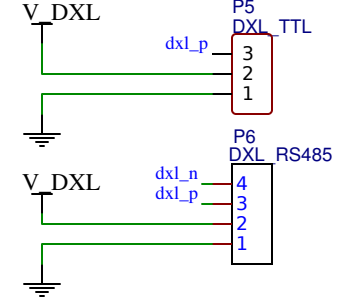 V_DXL
P5
DXL_TTL
dxl_p
3
2
1
P6
DXL_RS485
dxl_n
4
V_DXL
dxl_p
3
2
1